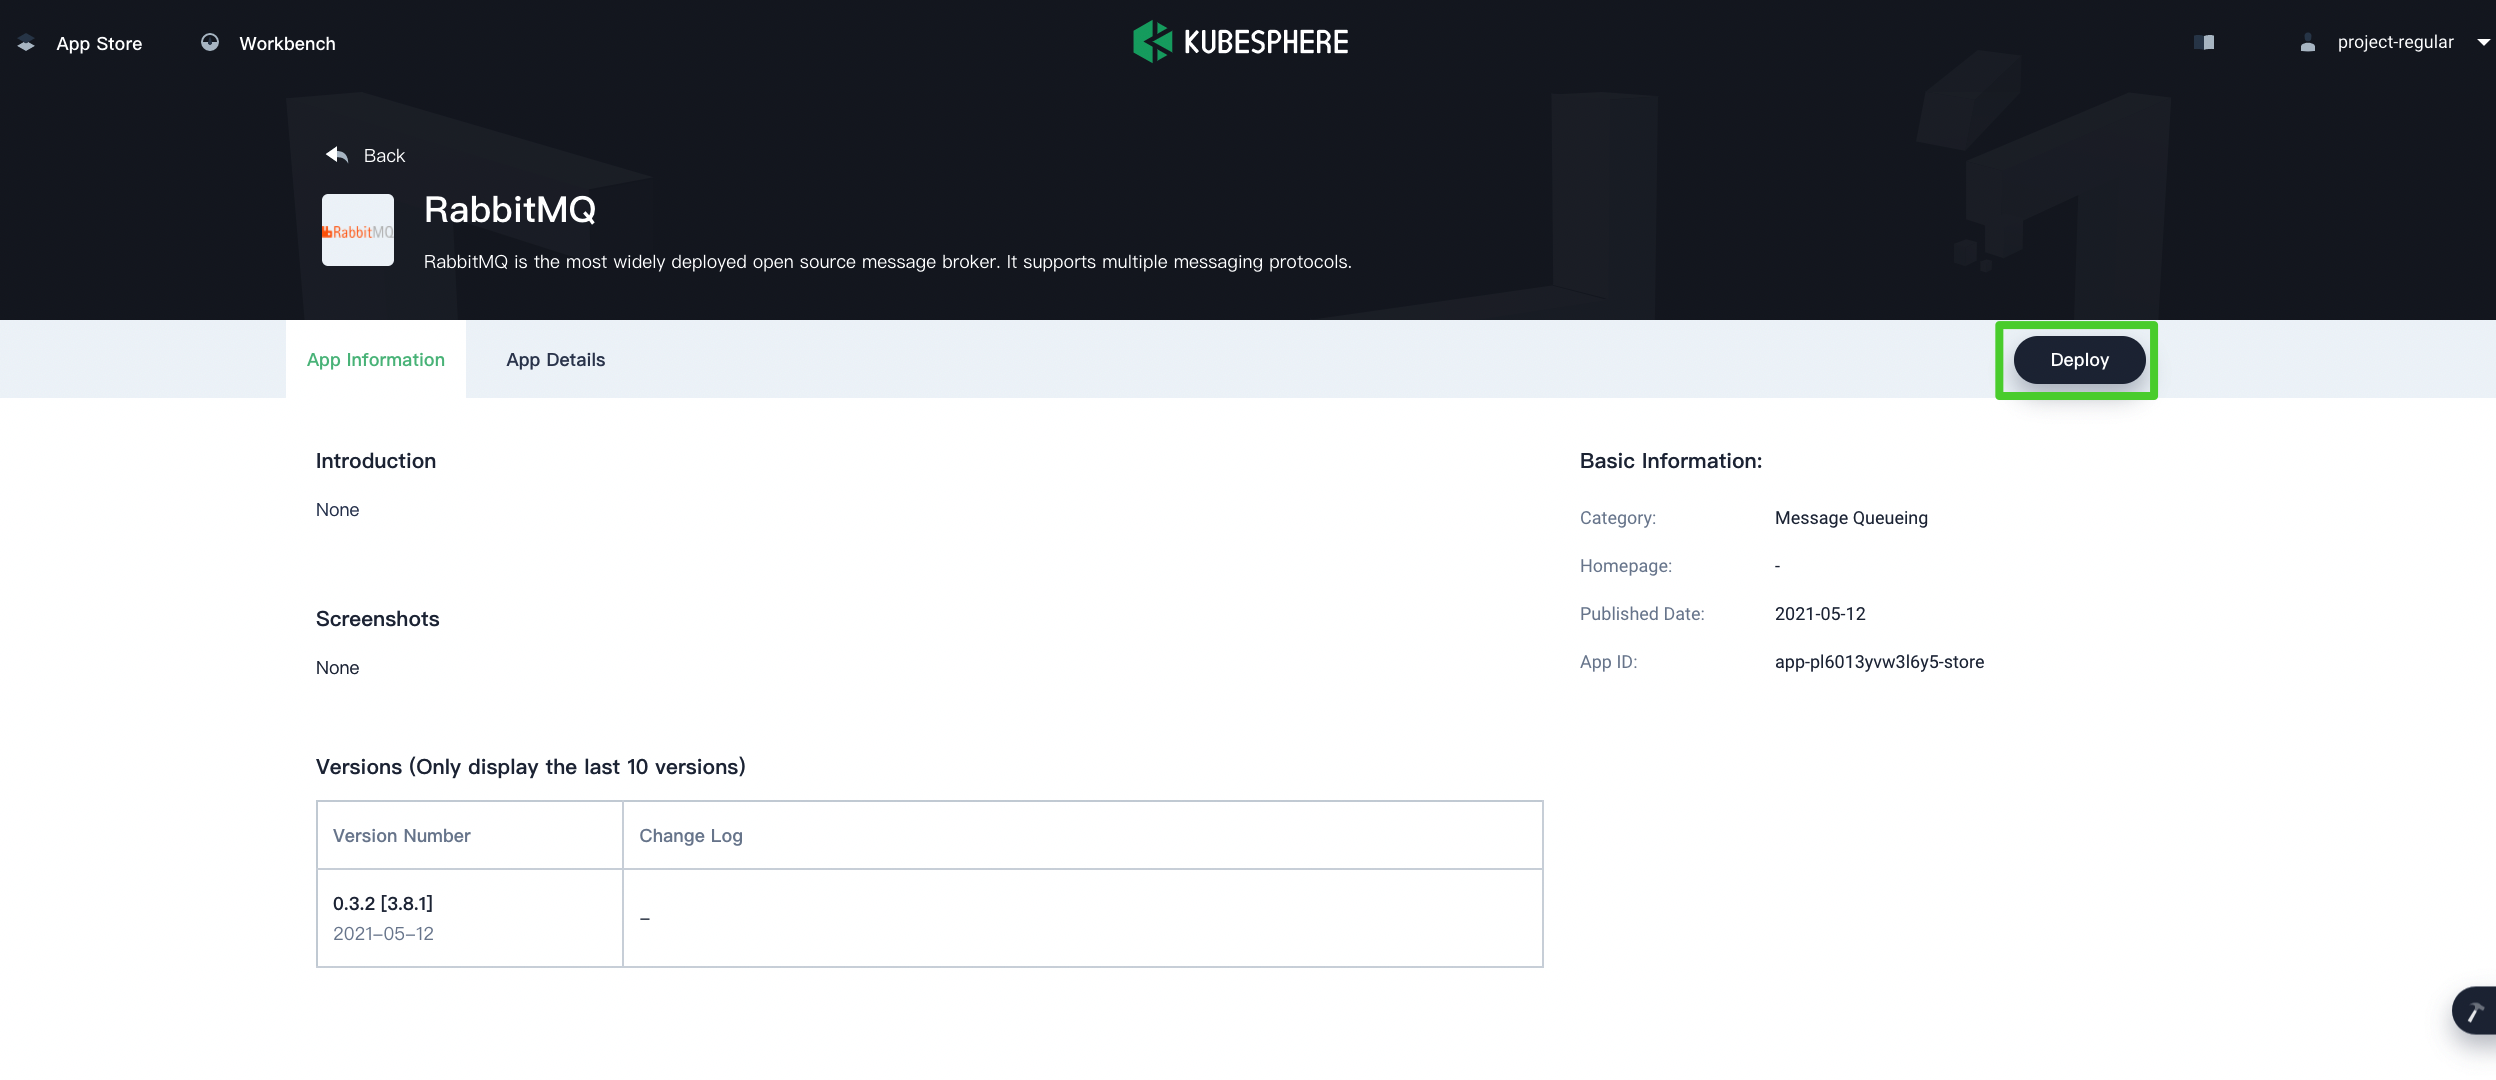 App Store
Workbench
KUBESPHERE
project-regular
Back
RabbitMQ
RabbitMQ
RabbitMQ is the most widely deployed open source message broker. It supports multiple messaging protocols.
App Information
App Details
Deploy
Introduction
None
Screenshots
None
Versions (Only display the last 10 versions)
Version Number
Change Log
0.3.2 [3.8.1]
2021-05-12
-
Basic Information:
Category: Message Queueing
Homepage: -
Published Date: 2021-05-12
App ID: app-pl6013yvw3l6y5-store